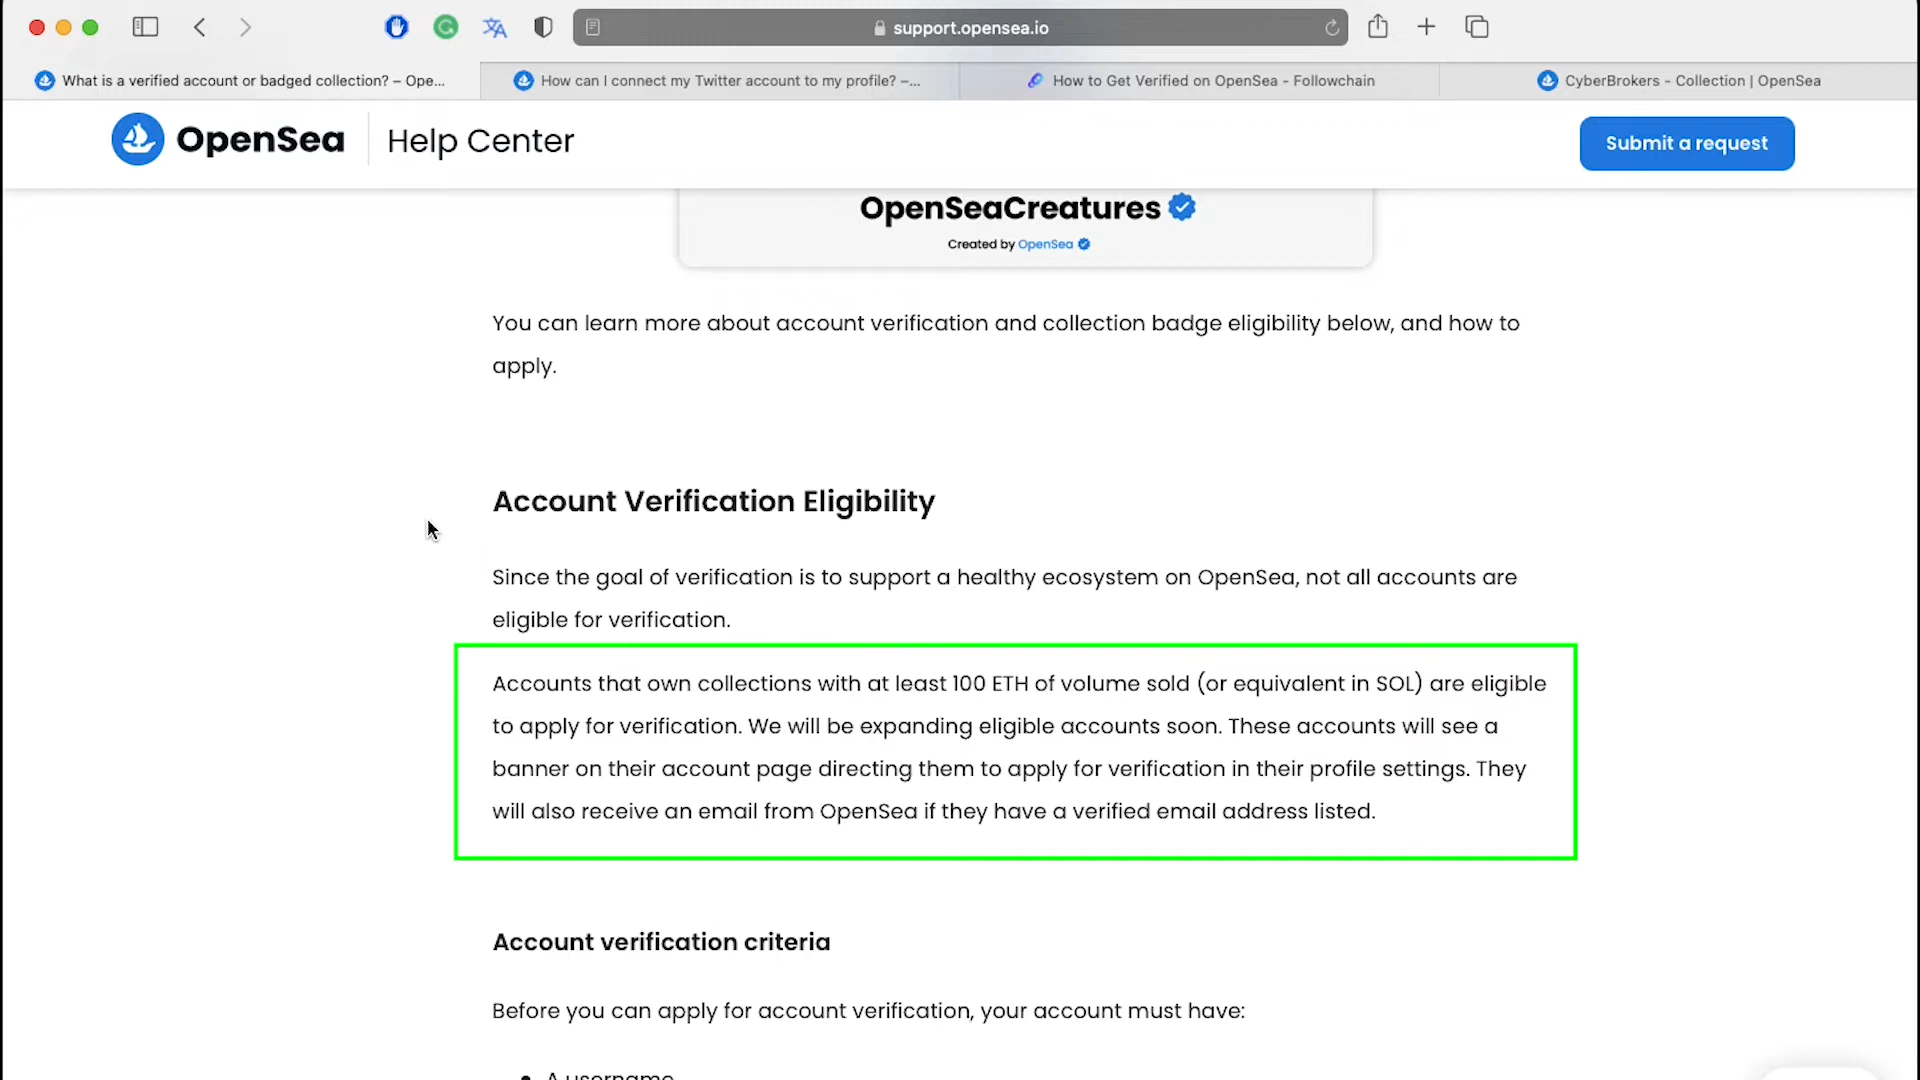 support.opensea.io
What is a verified account or badged collection? – Ope...
How can I connect my Twitter account to my profile? –...
How to Get Verified on OpenSea - Followchain
CyberBrokers - Collection | OpenSea
OpenSea
Help Center
Submit a request
OpenSeaCreatures
Created by OpenSea
You can learn more about account verification and collection badge eligibility below, and how to
apply.
Account Verification Eligibility
Since the goal of verification is to support a healthy ecosystem on OpenSea, not all accounts are
eligible for verification.
Accounts that own collections with at least 100 ETH of volume sold (or equivalent in SOL) are eligible
to apply for verification. We will be expanding eligible accounts soon. These accounts will see a
banner on their account page directing them to apply for verification in their profile settings. They
will also receive an email from OpenSea if they have a verified email address listed.
Account verification criteria
Before you can apply for account verification, your account must have:
• A username